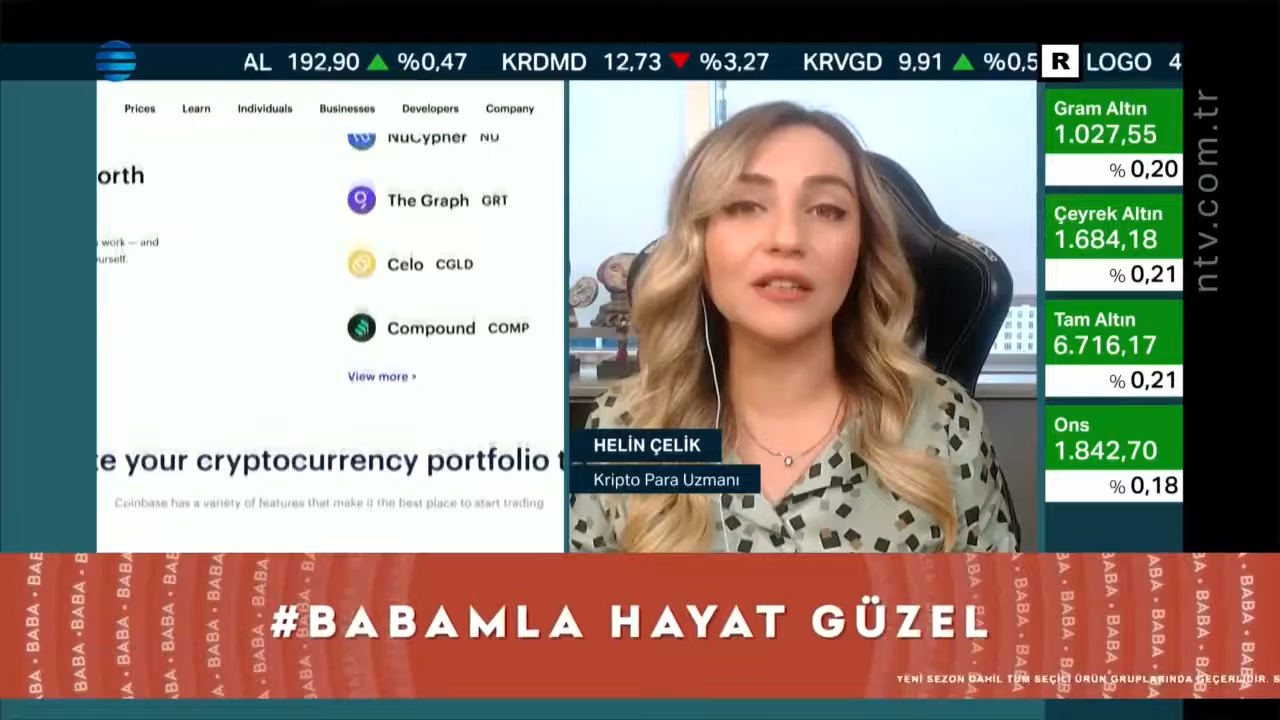 AL 192,90 %0,47 KRDMD 12,73 %3,27 KRVGD 9,91 %0,5
R
LOGO 4
Prices Learn Individuals Businesses Developers Company
NuCypher NU
orth
The Graph GRT
work — and
urself.
Celo CGLD
Compound COMP
View more >
e your cryptocurrency portfolio t
Coinbase has a variety of features that make it the best place to start trading
HELİN ÇELİK
Kripto Para Uzmanı
Gram Altın
1.027,55
% 0,20
Çeyrek Altın
1.684,18
% 0,21
Tam Altın
6.716,17
% 0,21
Ons
1.842,70
% 0,18
ntv.com.tr
BABA • BABA • BABA
#BABAMLA HAYAT GÜZEL
YENİ SEZON DAHİL TÜM SEÇİLİ ÜRÜN GRUPLARINDA GEÇERLİDİR. S